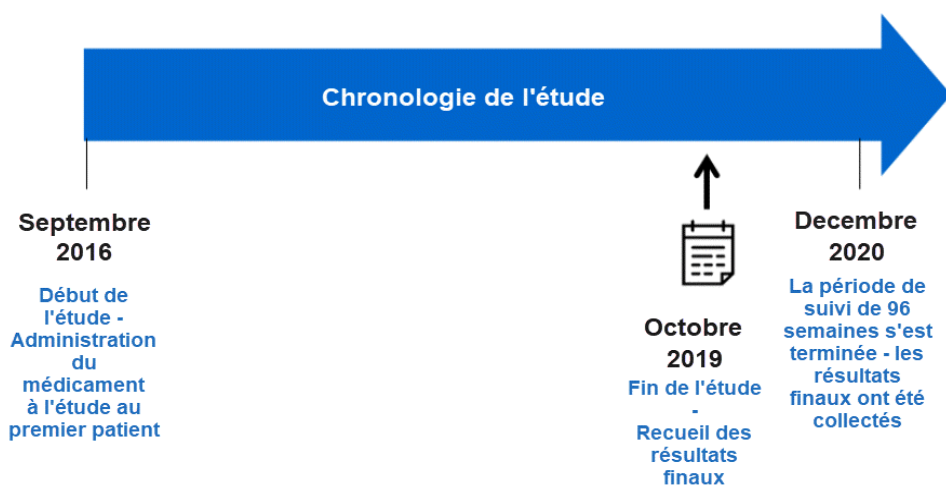 Chronologie de l'étude
Septembre
2016
Début de
l'étude -
Administration
du
médicament
à l'étude au
premier patient
Octobre
2019
Fin de l'étude
-
Recueil des
résultats
finaux
Decembre
2020
La période de
suivi de 96
semaines s'est
terminée - les
résultats
finaux ont été
collectés